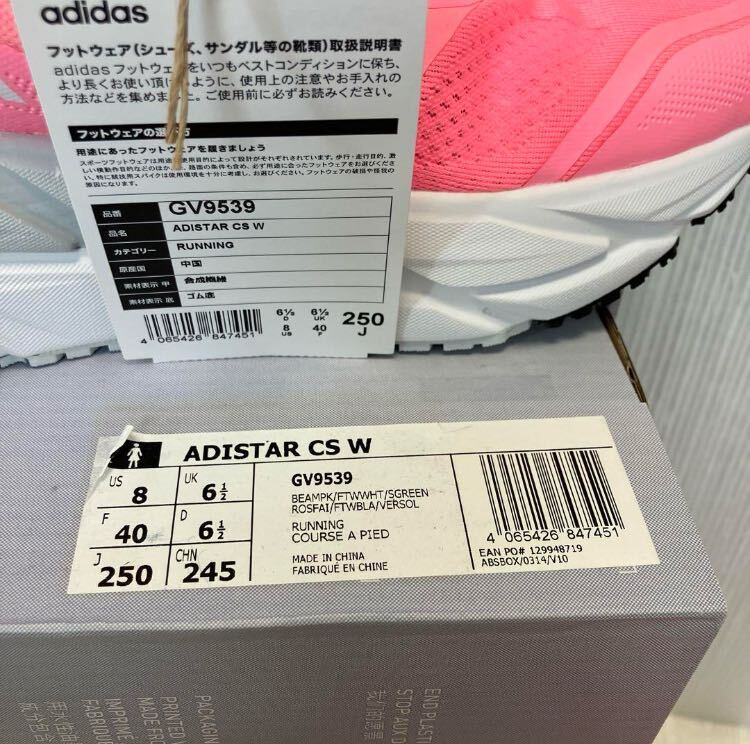 adidas
フットウェア(シューズ、サンダル等の靴類)取扱説明書
adidas フットウェアをいつもベストコンディションに保ち、
より長くお使い頂けるように、使用上の注意やお手入れの
方法などを集めました。ご使用前に必ずお読みください。
フットウェアの選び方
用途にあったフットウェアを履きましょう
品番 GV9539
品名 ADISTAR CS W
カテゴリー RUNNING
原産国 中国
素材表示 甲 合成繊維
素材表示 底 ゴム底
4 065426 847451
6½ 6½ 250
D UK J
8 40
US F
ADISTAR CS W
US 8 UK 6½
F 40 D 6½
J 250 CHN 245
GV9539
BEAMPK/FTWWHT/SGREEN
ROSFAI/FTWBLA/VERSOL
RUNNING
COURSE A PIED
MADE IN CHINA
FABRIQUÉ EN CHINE
4 065426 847451
EAN PO# 129948719
ABSBOX/0314/V10
END PLASTI
STOP AUX D
PACKAGIN
PRINTED W
MADE FR
IMPRIMÉ
FABRIQU